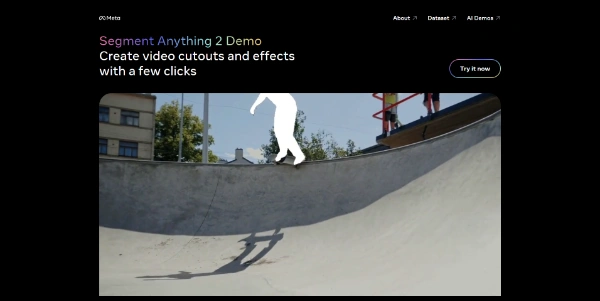 Meta
About
Dataset
AI Demos
Segment Anything 2 Demo
Create video cutouts and effects
with a few clicks
Try it now